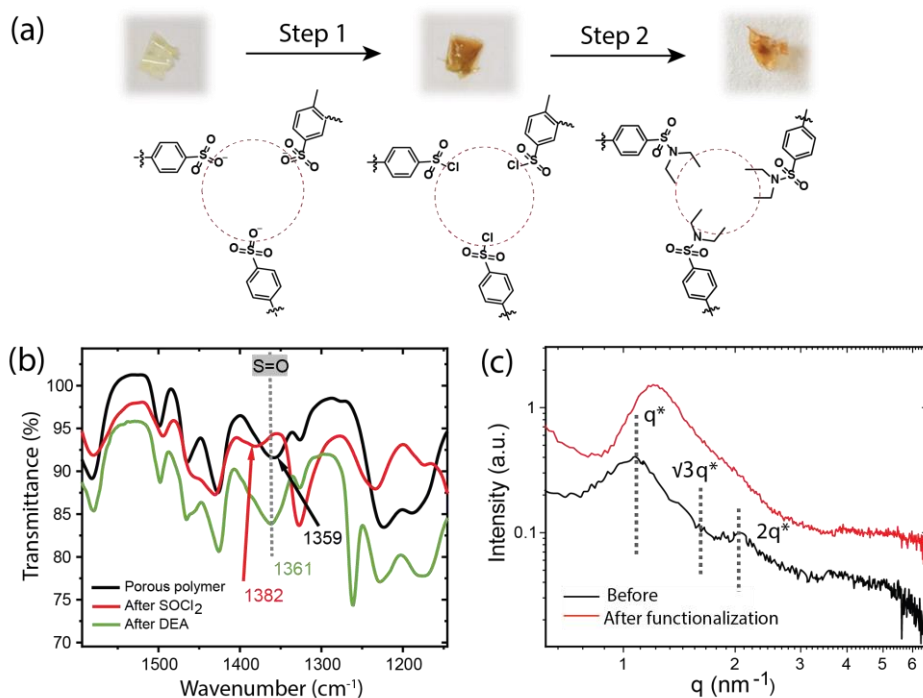 (a)
Step 1
Step 2
O
S
O
O⁻
O
S
O
O
O⁻
O=S=O
O
S
O
Cl
Cl
S
O
O
Cl
O=S=O
O
S
O
N
N
S
O
O
N
O=S=O
(b)
S=O
100
95
90
85
80
75
70
Transmittance (%)
1359
1361
1382
Porous polymer
After SOCl₂
After DEA
1500
1400
1300
1200
Wavenumber (cm⁻¹)
(c)
1
0.1
Intensity (a.u.)
q*
√3q*
2q*
Before
After functionalization
1
2
3
4
5
6
q (nm⁻¹)